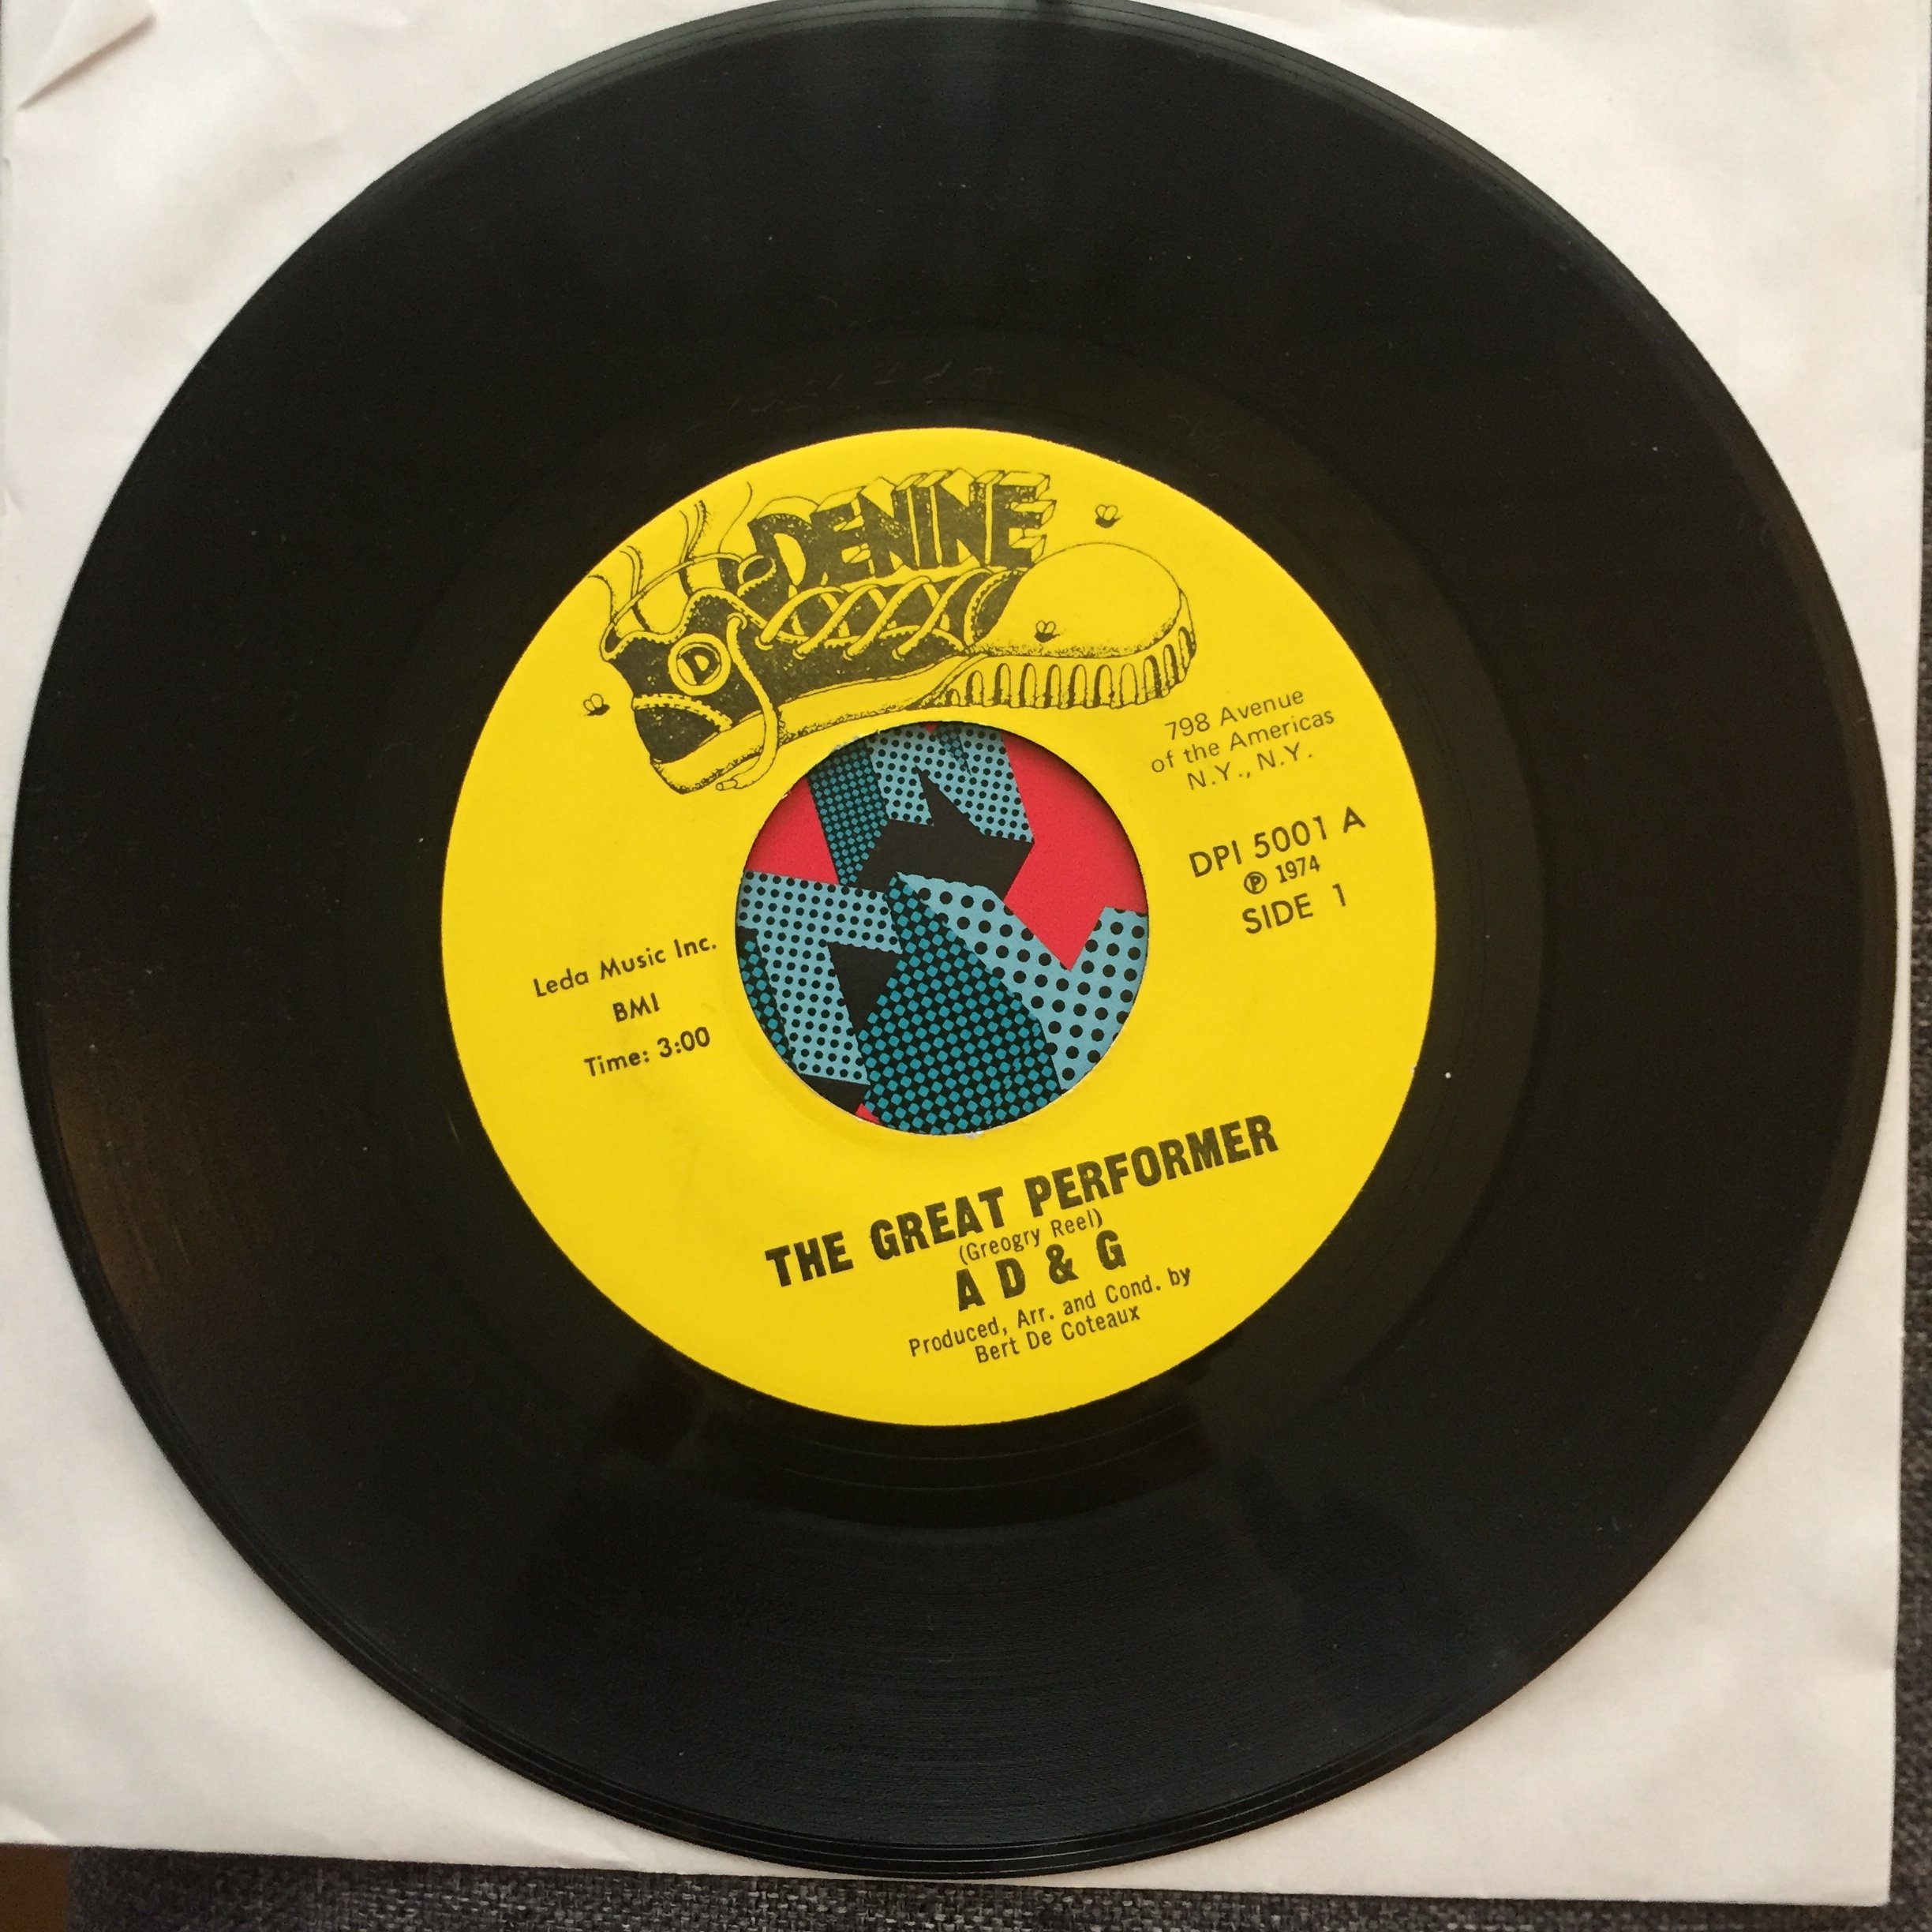 DENINE
D
798 Avenue
of the Americas
N.Y., N.Y.
DPI 5001 A
℗ 1974
SIDE 1
Leda Music Inc.
BMI
Time: 3:00
THE GREAT PERFORMER
(Greogry Reel)
A D & G
Produced, Arr. and Cond. by
Bert De Coteaux